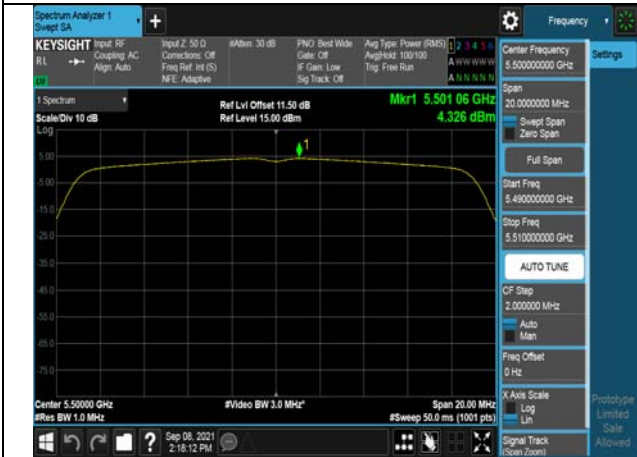 Spectrum Analyzer 1
Swept SA
+
Frequency
KEYSIGHT
RL
Input: RF
Coupling: AC
Align: Auto
Input Z: 50 Ω
Corrections: Off
Freq Ref: Int (S)
NFE: Adaptive
#Atten: 30 dB
PNO: Best Wide
Gate: Off
IF Gain: Low
Sig Track: Off
Avg Type: Power (RMS)
Avg|Hold: 100/100
Trig: Free Run
1 2 3 4 5 6
A W W W W W
A N N N N N
1 Spectrum
Scale/Div 10 dB
Log
Ref Lvl Offset 11.50 dB
Ref Level 15.00 dBm
Mkr1 5.501 06 GHz
4.326 dBm
1
5.00
-5.00
-15.0
-25.0
-35.0
-45.0
-55.0
-65.0
-75.0
Center 5.50000 GHz
#Res BW 1.0 MHz
#Video BW 3.0 MHz*
Span 20.00 MHz
#Sweep 50.0 ms (1001 pts)
?
Sep 08, 2021
2:18:12 PM
Center Frequency
5.500000000 GHz
Settings
Span
20.0000000 MHz
Swept Span
Zero Span
Full Span
Start Freq
5.490000000 GHz
Stop Freq
5.510000000 GHz
AUTO TUNE
CF Step
2.000000 MHz
Auto
Man
Freq Offset
0 Hz
X Axis Scale
Log
Lin
Signal Track
(Span Zoom)
Prototype
Limited
Sale
Allowed